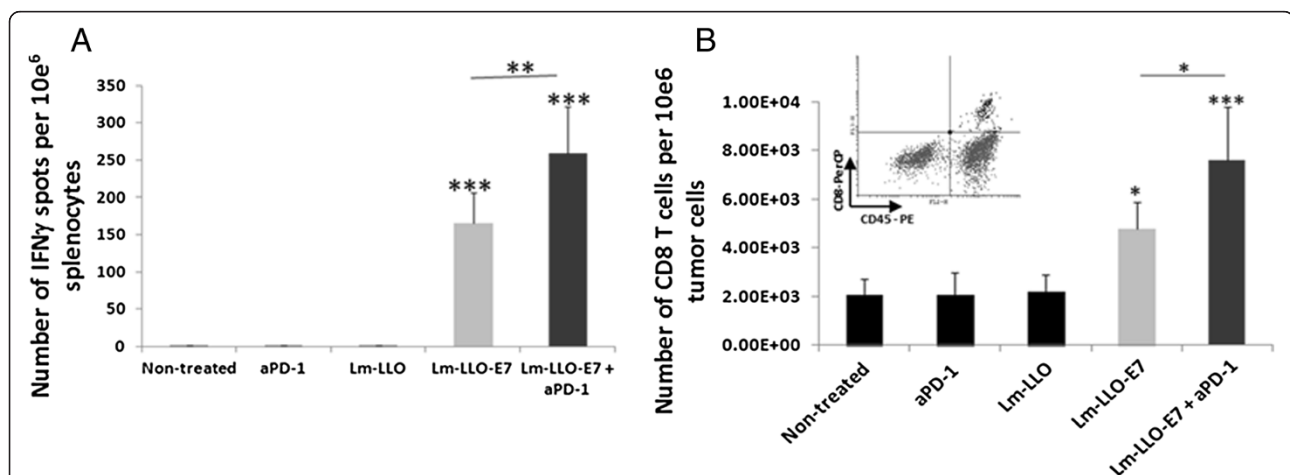 A
Number of IFNγ spots per 10e⁶
splenocytes
350
300
250
200
150
100
50
0
***
**
***
Non-treated
aPD-1
Lm-LLO
Lm-LLO-E7
Lm-LLO-E7 +
aPD-1
B
Number of CD8 T cells per 10e6
tumor cells
1.00E+04
8.00E+03
6.00E+03
4.00E+03
2.00E+03
0.00E+00
CD8-PerCP
CD45-PE
*
*
***
Non-treated
aPD-1
Lm-LLO
Lm-LLO-E7
Lm-LLO-E7 + aPD-1